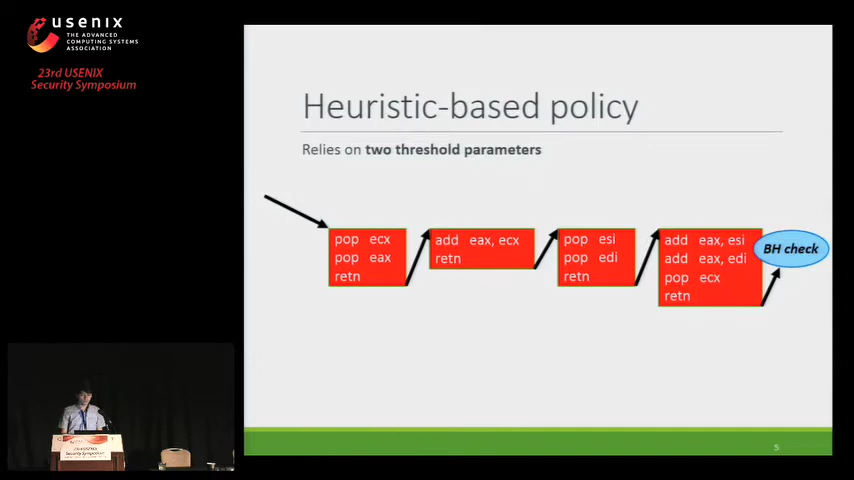 usenix
THE ADVANCED
COMPUTING SYSTEMS
ASSOCIATION
23rd USENIX
Security Symposium
Heuristic-based policy
Relies on two threshold parameters
pop ecx
pop eax
retn
add eax, ecx
retn
pop esi
pop edi
retn
add eax, esi
add eax, edi
pop ecx
retn
BH check
5
Security Symposium